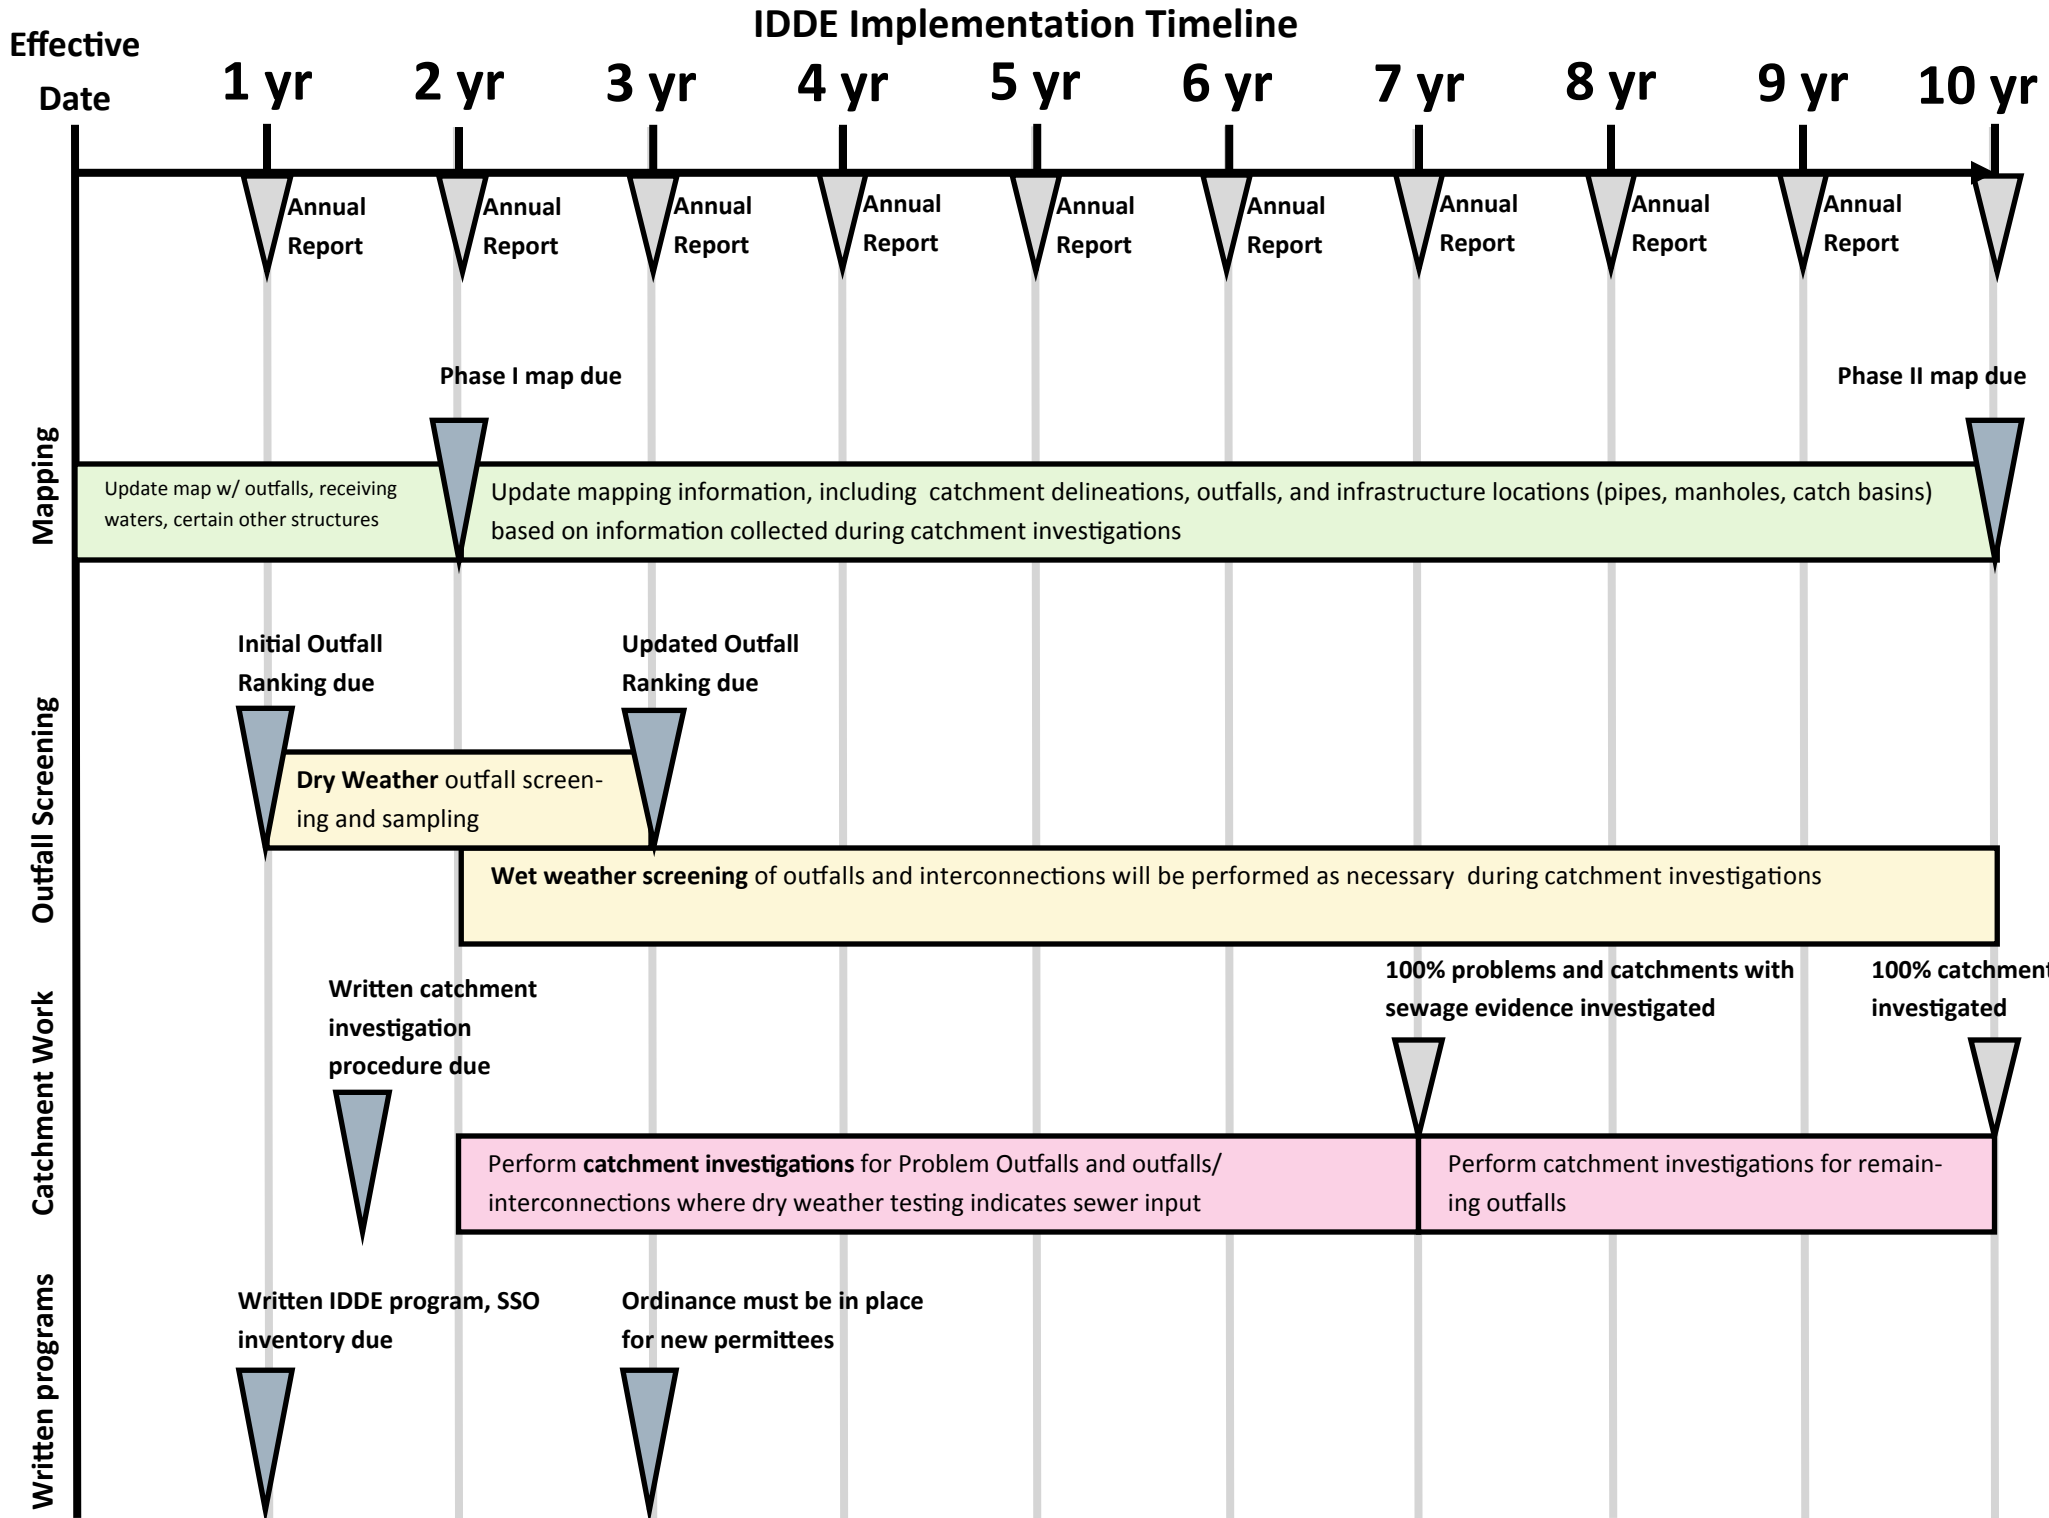 IDDE Implementation Timeline
Effective
Date
1 yr
2 yr
3 yr
4 yr
5 yr
6 yr
7 yr
8 yr
9 yr
10 yr
Annual
Report
Annual
Report
Annual
Report
Annual
Report
Annual
Report
Annual
Report
Annual
Report
Annual
Report
Annual
Report
Mapping
Phase I map due
Phase II map due
Update map w/ outfalls, receiving
waters, certain other structures
Update mapping information, including catchment delineations, outfalls, and infrastructure locations (pipes, manholes, catch basins)
based on information collected during catchment investigations
Outfall Screening
Initial Outfall
Ranking due
Updated Outfall
Ranking due
Dry Weather outfall screen-
ing and sampling
Wet weather screening of outfalls and interconnections will be performed as necessary during catchment investigations
Catchment Work
Written catchment
investigation
procedure due
100% problems and catchments with
sewage evidence investigated
100% catchment
investigated
Perform catchment investigations for Problem Outfalls and outfalls/
interconnections where dry weather testing indicates sewer input
Perform catchment investigations for remain-
ing outfalls
Written programs
Written IDDE program, SSO
inventory due
Ordinance must be in place
for new permittees